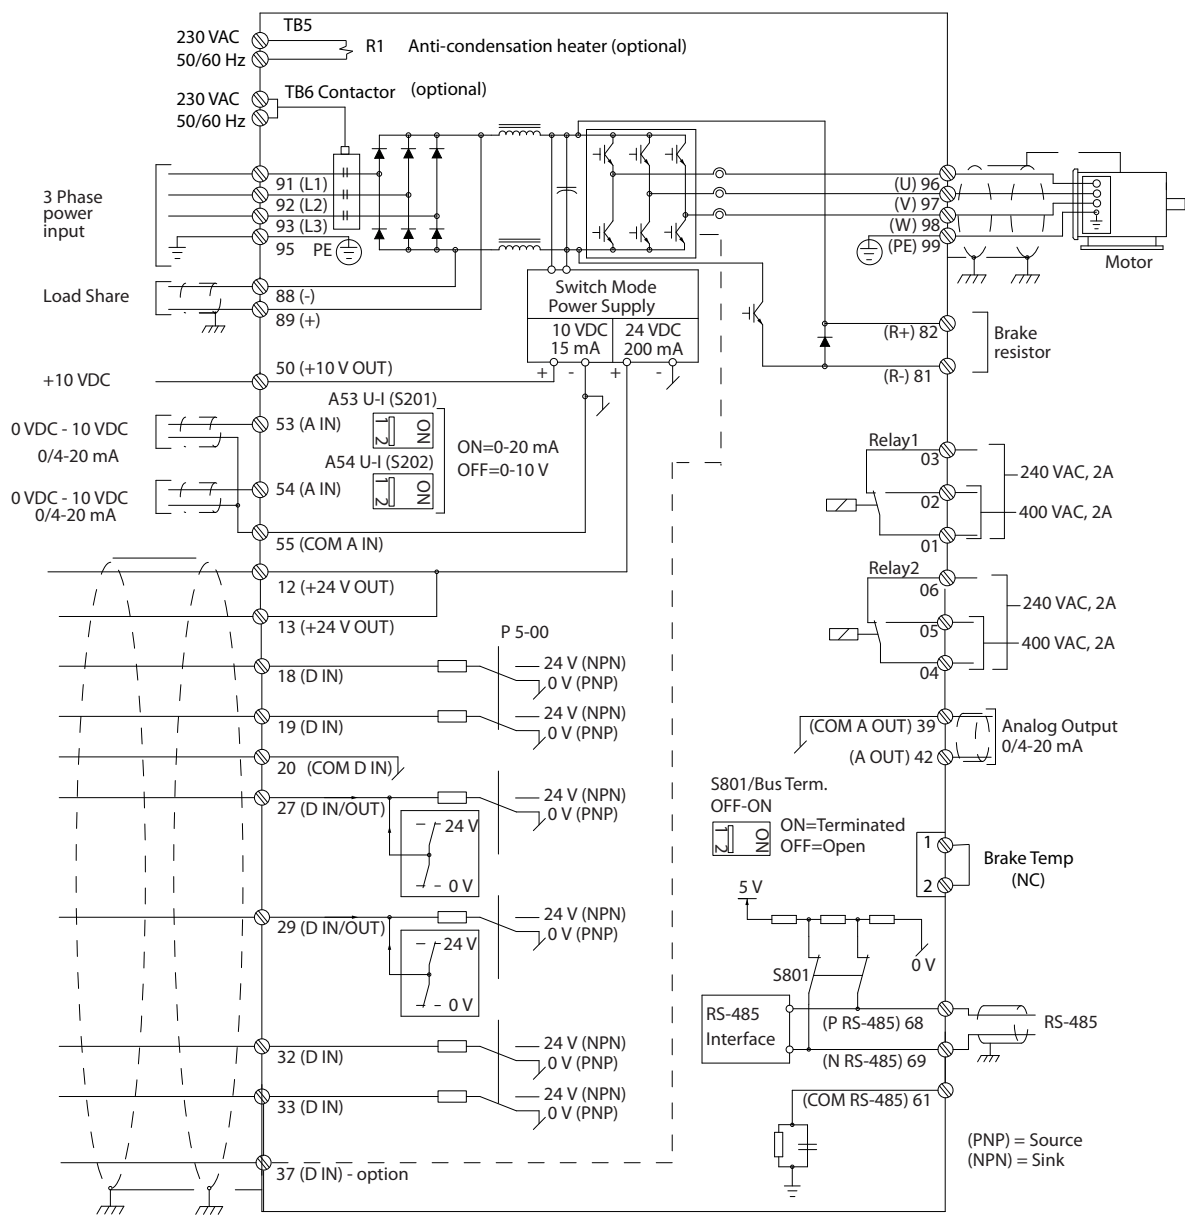 TB5
230 VAC
50/60 Hz
R1 Anti-condensation heater (optional)
TB6 Contactor (optional)
230 VAC
50/60 Hz
3 Phase
power
input
91 (L1)
92 (L2)
93 (L3)
95 PE
(U) 96
(V) 97
(W) 98
(PE) 99
Motor
Load Share
88 (-)
89 (+)
Switch Mode
Power Supply
10 VDC
15 mA
24 VDC
200 mA
+ - + -
(R+) 82
(R-) 81
Brake
resistor
+10 VDC
50 (+10 V OUT)
0 VDC - 10 VDC
0/4-20 mA
53 (A IN)
A53 U-I (S201)
1 2 ON
ON=0-20 mA
OFF=0-10 V
A54 U-I (S202)
1 2 ON
0 VDC - 10 VDC
0/4-20 mA
54 (A IN)
55 (COM A IN)
12 (+24 V OUT)
13 (+24 V OUT)
Relay1
03
02
01
240 VAC, 2A
400 VAC, 2A
Relay2
06
05
04
240 VAC, 2A
400 VAC, 2A
P 5-00
18 (D IN)
24 V (NPN)
0 V (PNP)
19 (D IN)
24 V (NPN)
0 V (PNP)
20 (COM D IN)
27 (D IN/OUT)
24 V (NPN)
0 V (PNP)
24 V
0 V
29 (D IN/OUT)
24 V (NPN)
0 V (PNP)
24 V
0 V
32 (D IN)
24 V (NPN)
0 V (PNP)
33 (D IN)
24 V (NPN)
0 V (PNP)
37 (D IN) - option
(COM A OUT) 39
(A OUT) 42
Analog Output
0/4-20 mA
S801/Bus Term.
OFF-ON
1 2 ON
ON=Terminated
OFF=Open
1
2
Brake Temp
(NC)
5 V
0 V
S801
RS-485
Interface
(P RS-485) 68
(N RS-485) 69
RS-485
(COM RS-485) 61
(PNP) = Source
(NPN) = Sink